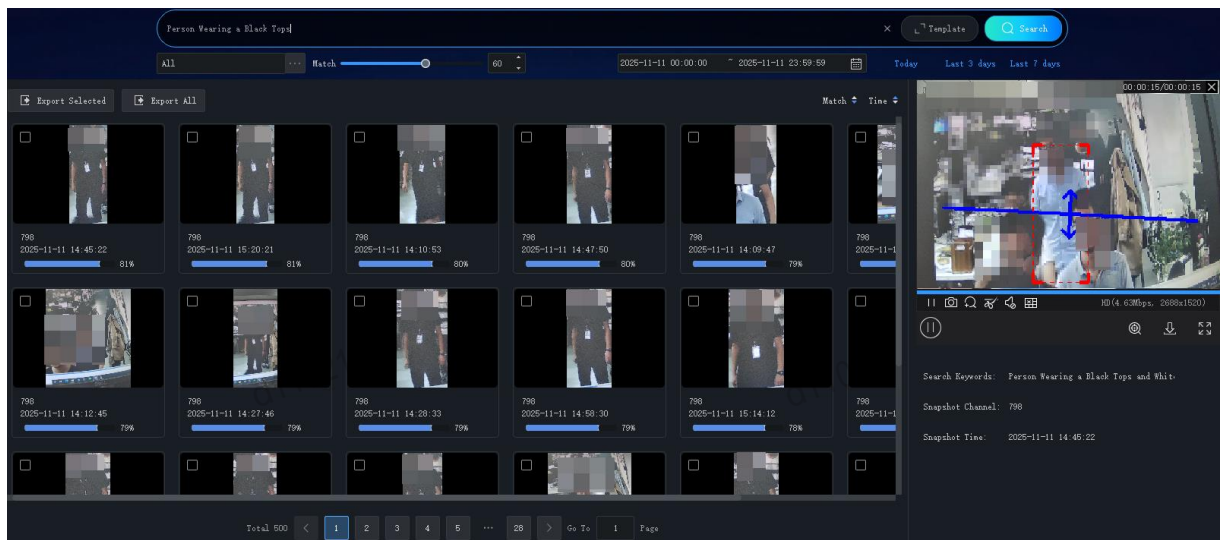 Person Wearing a Black Tops
Template
Search
All
Match
60
2025-11-11 00:00:00 ~ 2025-11-11 23:59:59
Today
Last 3 days
Last 7 days
Export Selected
Export All
Match
Time
00:00:15/00:00:15
798
2025-11-11 14:45:22
81%
798
2025-11-11 15:20:21
81%
798
2025-11-11 14:10:53
80%
798
2025-11-11 14:47:50
80%
798
2025-11-11 14:09:47
79%
798
2025-11-1
798
2025-11-11 14:12:45
79%
798
2025-11-11 14:27:46
79%
798
2025-11-11 14:28:33
79%
798
2025-11-11 14:58:30
79%
798
2025-11-11 15:14:12
78%
798
2025-11-1
Total 500 < 1 2 3 4 5 ... 28 > Go To 1 Page
HD(4.63Mbps, 2688x1520)
Search Keywords: Person Wearing a Black Tops and Whit
Snapshot Channel: 798
Snapshot Time: 2025-11-11 14:45:22